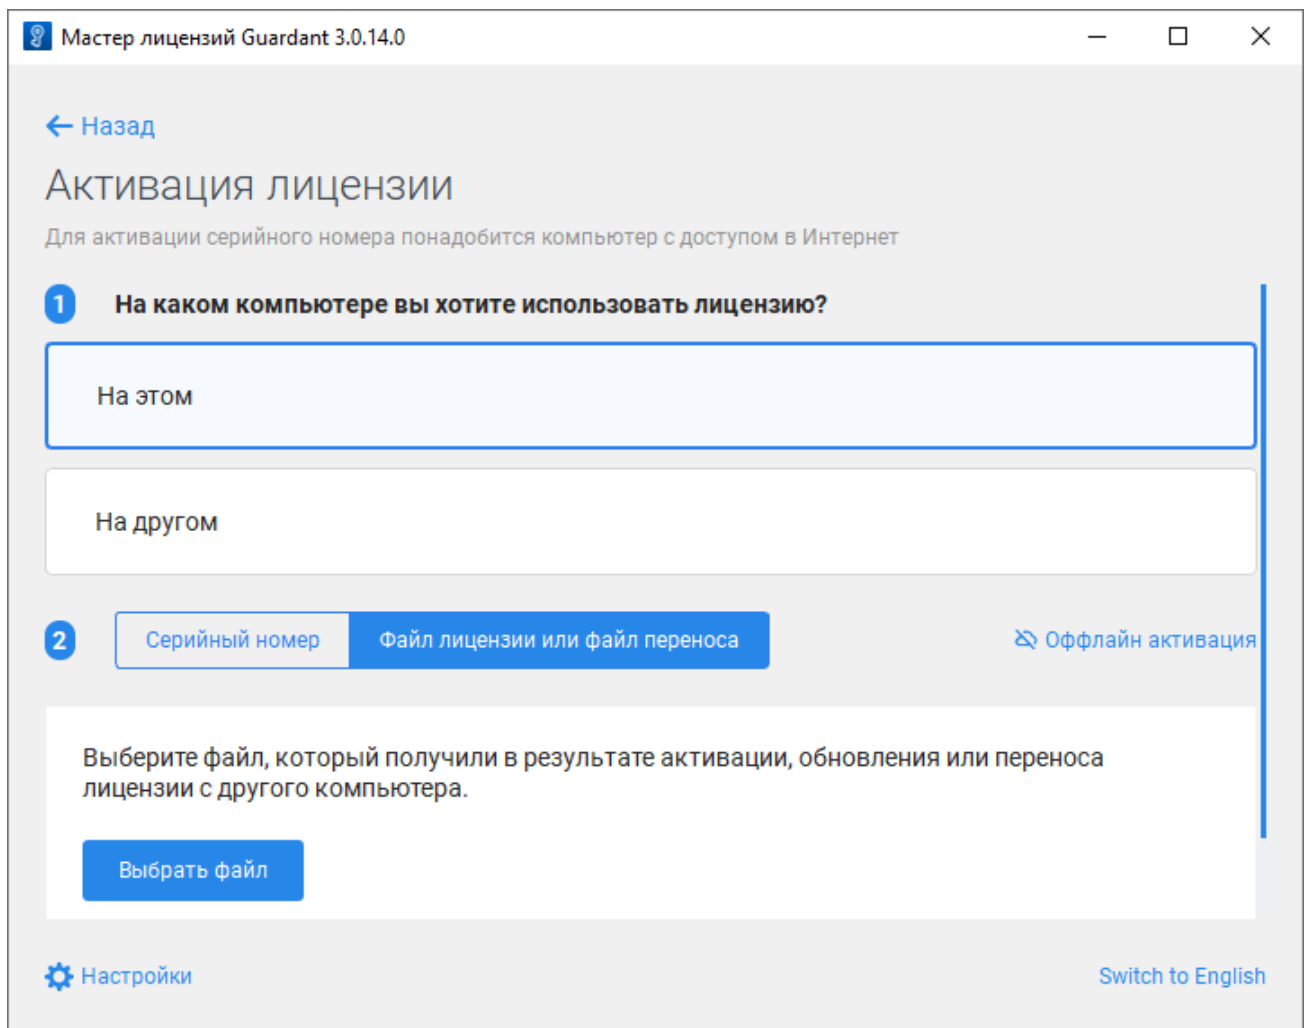 Мастер лицензий Guardant 3.0.14.0
Назад
Активация лицензии
Для активации серийного номера понадобится компьютер с доступом в Интернет
1 На каком компьютере вы хотите использовать лицензию?
На этом
На другом
2 Серийный номер Файл лицензии или файл переноса Оффлайн активация
Выберите файл, который получили в результате активации, обновления или переноса
лицензии с другого компьютера.
Выбрать файл
Настройки Switch to English